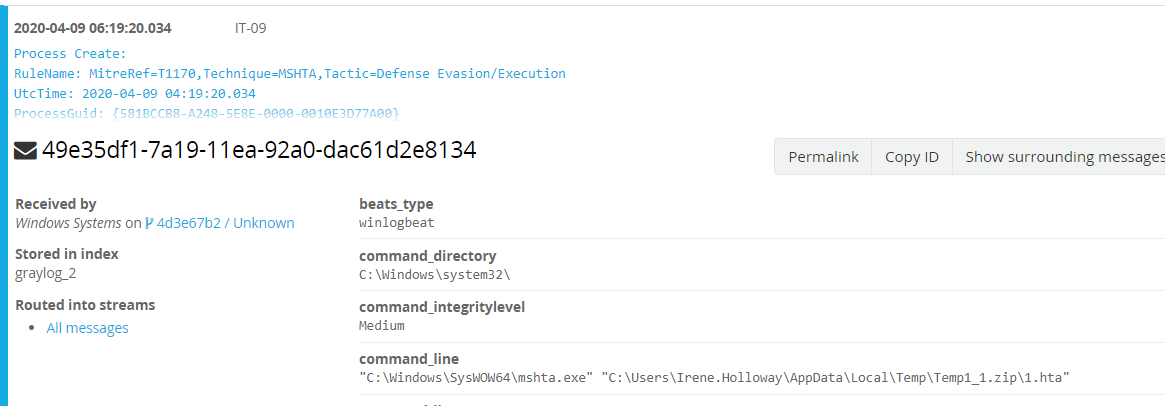 2020-04-09 06:19:20.034 IT-09
Process Create:
RuleName: MitreRef=T1170,Technique=MSHTA,Tactic=Defense Evasion/Execution
UtcTime: 2020-04-09 04:19:20.034
ProcessGuid: {581BCCB8-A248-5E8E-0000-0010E3D77A00}
49e35df1-7a19-11ea-92a0-dac61d2e8134
Permalink Copy ID Show surrounding messages
Received by
Windows Systems on 4d3e67b2 / Unknown
Stored in index
graylog_2
Routed into streams
• All messages
beats_type
winlogbeat
command_directory
C:\Windows\system32\
command_integritylevel
Medium
command_line
"C:\Windows\SysWOW64\mshta.exe" "C:\Users\Irene.Holloway\AppData\Local\Temp\Temp1_1.zip\1.hta"